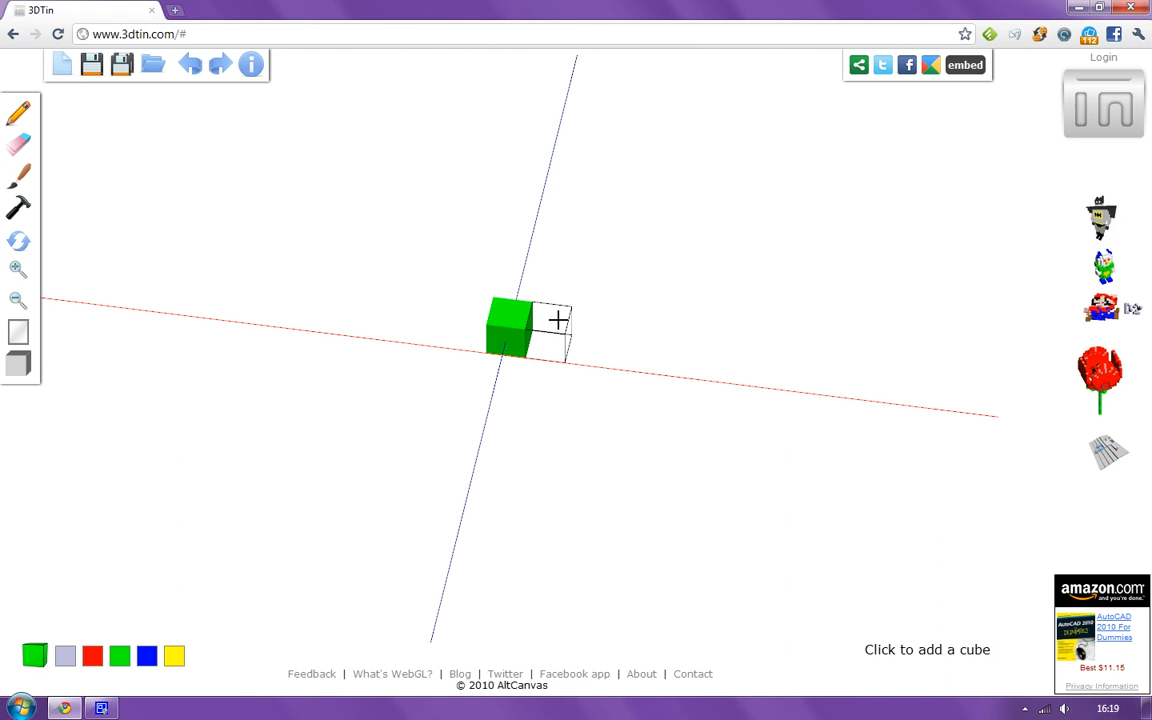 3DTin
www.3dtin.com/#
112
embed
Login
in
Click to add a cube
Feedback | What's WebGL? | Blog | Twitter | Facebook app | About | Contact
© 2010 AltCanvas
amazon.com
and you're done.
AutoCAD
2010 For
Dummies
Best $11.15
Privacy Information
16:19